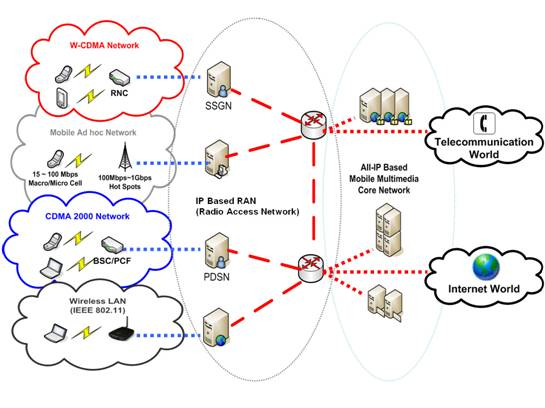 W-CDMA Network
RNC
SSGN
Mobile Ad hoc Network
15 ~ 100 Mbps
Macro/Micro Cell
100Mbps~1Gbps
Hot Spots
IP Based RAN
(Radio Access Network)
CDMA 2000 Network
BSC/PCF
PDSN
Wireless LAN
(IEEE 802.11)
All-IP Based
Mobile Multimedia
Core Network
Telecommunication
World
Internet World